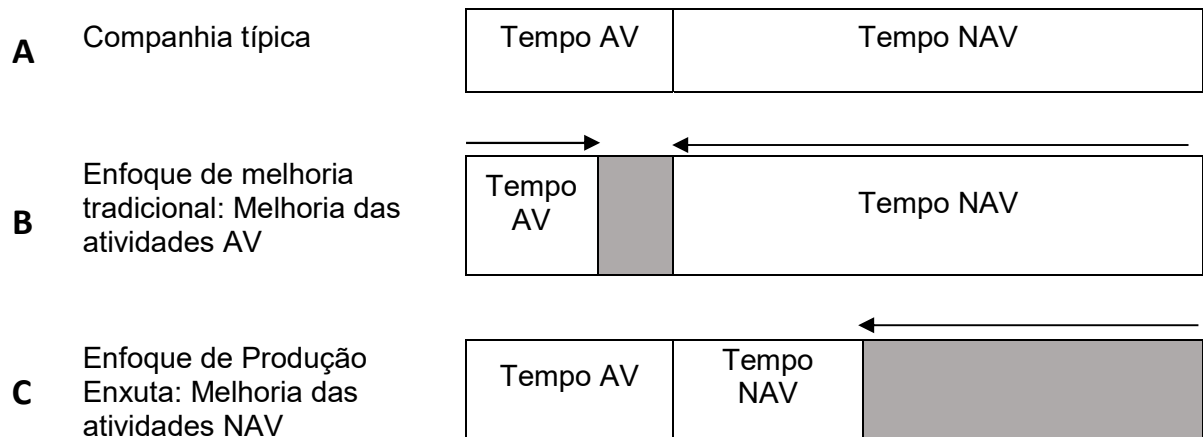 A
Companhia típica
Tempo AV
Tempo NAV
B
Enfoque de melhoria
tradicional: Melhoria das
atividades AV
Tempo
AV
Tempo NAV
C
Enfoque de Produção
Enxuta: Melhoria das
atividades NAV
Tempo AV
Tempo
NAV